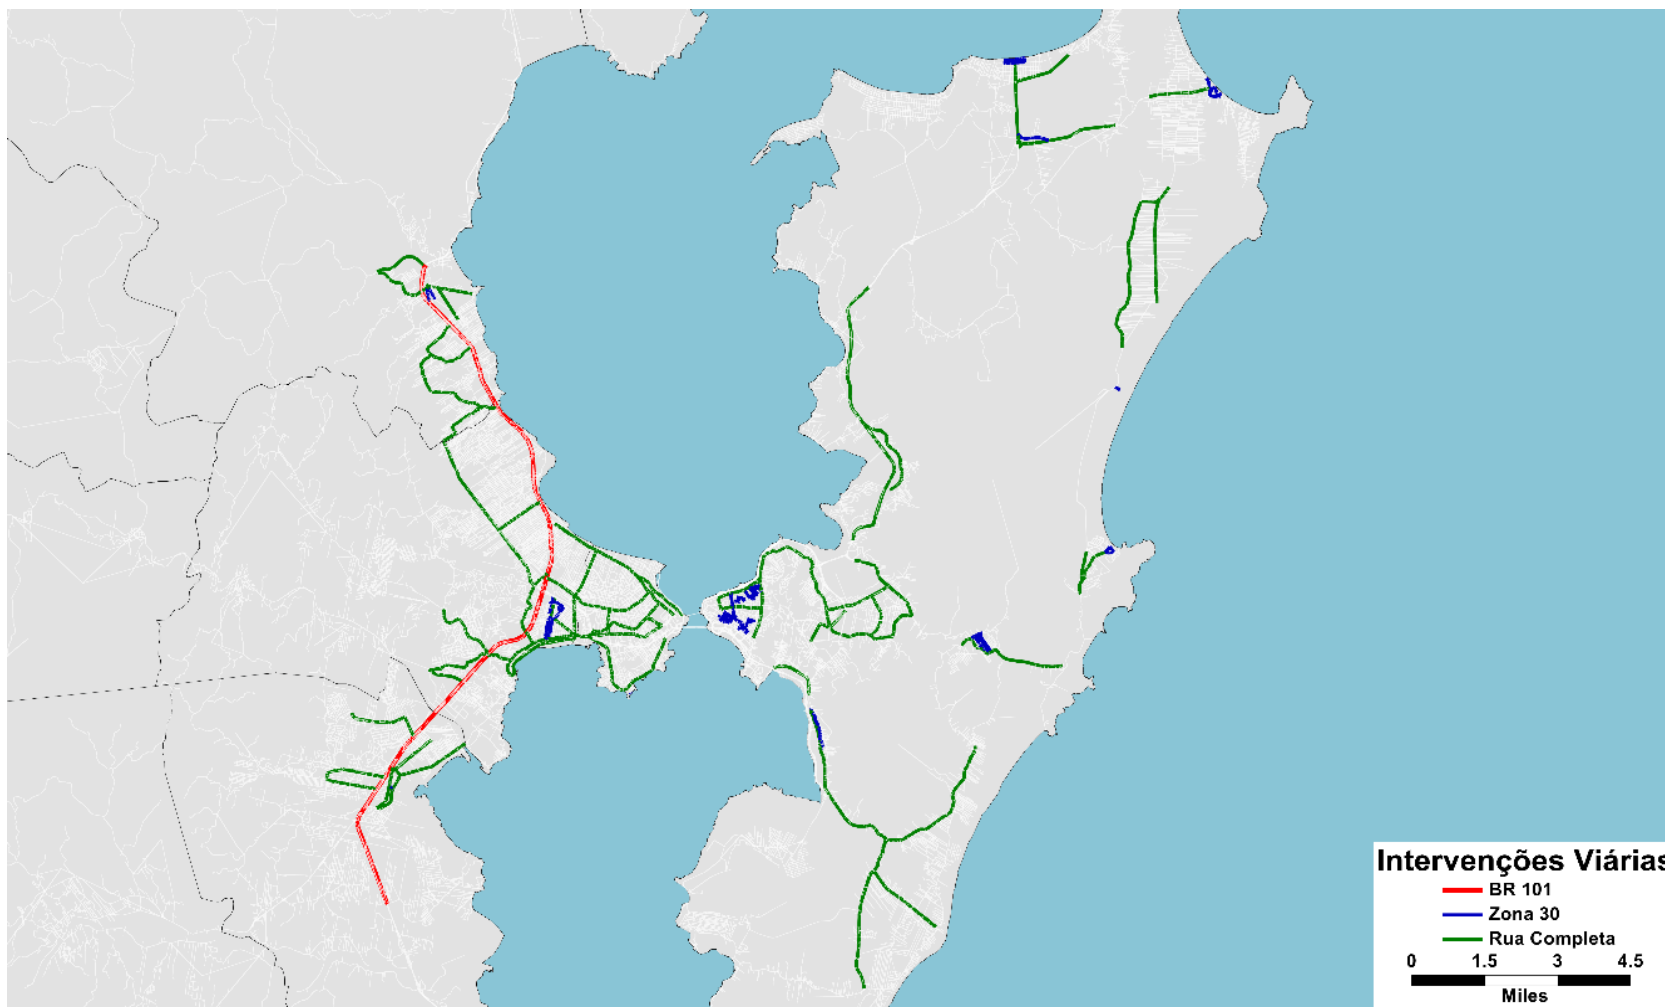 Intervenções Viárias
BR 101
Zona 30
Rua Completa
0 1.5 3 4.5
Miles